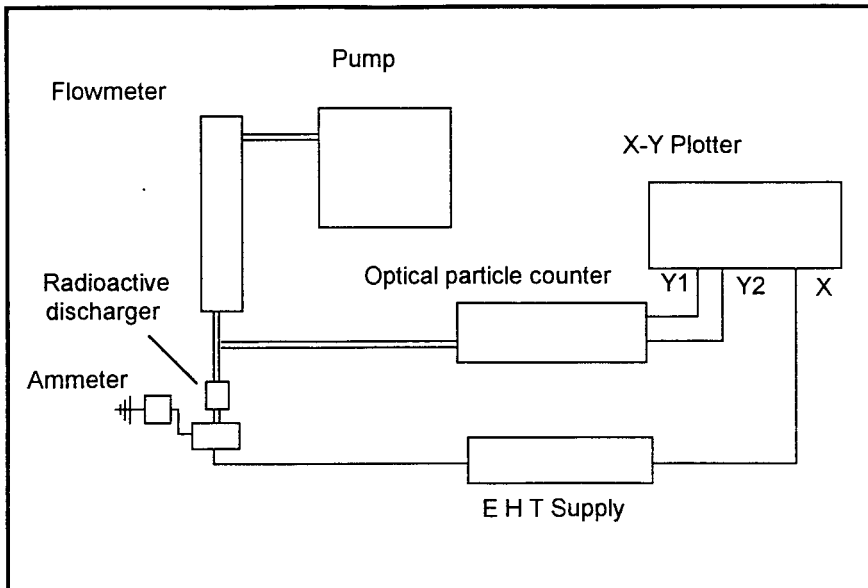 Pump
Flowmeter
X-Y Plotter
Optical particle counter
Y1
Y2
X
Radioactive
discharger
Ammeter
E H T Supply